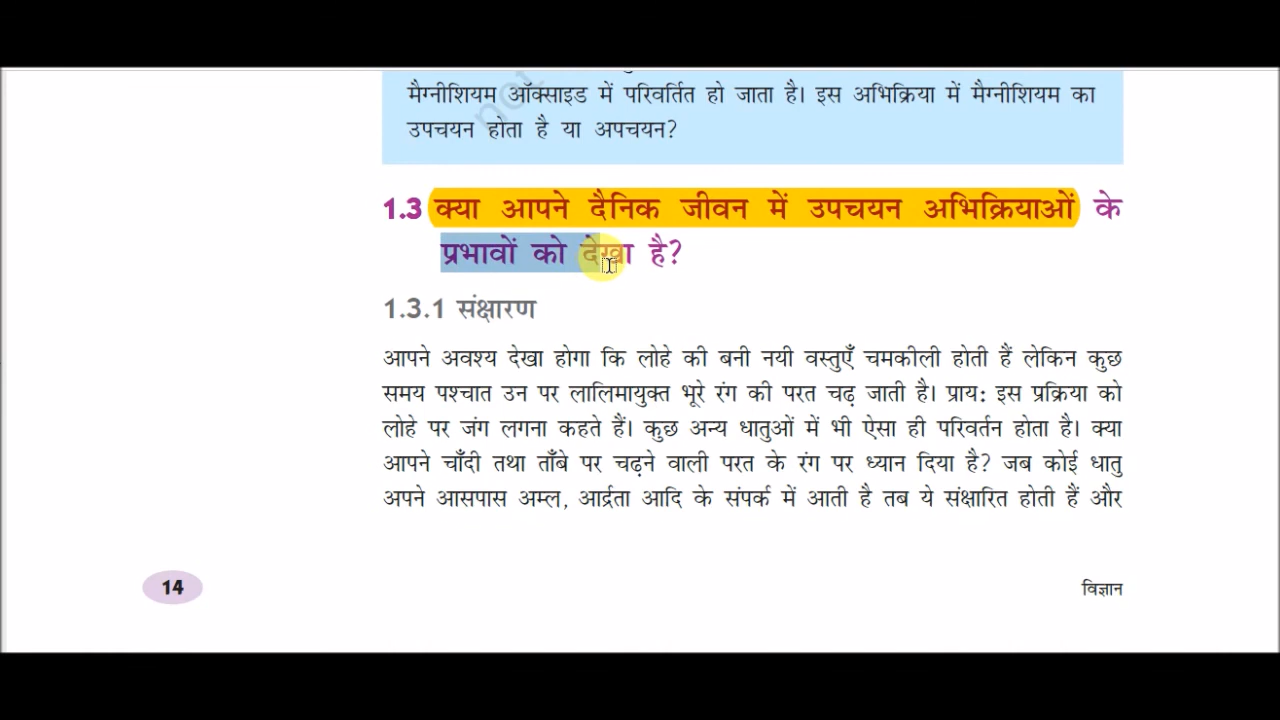 मैग्नीशियम ऑक्साइड में परिवर्तित हो जाता है। इस अभिक्रिया में मैग्नीशियम का
उपचयन होता है या अपचयन?
1.3 क्या आपने दैनिक जीवन में उपचयन अभिक्रियाओं के
प्रभावों को देखा है?
1.3.1 संक्षारण
आपने अवश्य देखा होगा कि लोहे की बनी नयी वस्तुएँ चमकीली होती हैं लेकिन कुछ
समय पश्चात उन पर लालिमायुक्त भूरे रंग की परत चढ़ जाती है। प्राय: इस प्रक्रिया को
लोहे पर जंग लगना कहते हैं। कुछ अन्य धातुओं में भी ऐसा ही परिवर्तन होता है। क्या
आपने चाँदी तथा ताँबे पर चढ़ने वाली परत के रंग पर ध्यान दिया है? जब कोई धातु
अपने आसपास अम्ल, आर्द्रता आदि के संपर्क में आती है तब ये संक्षारित होती हैं और
14
विज्ञान